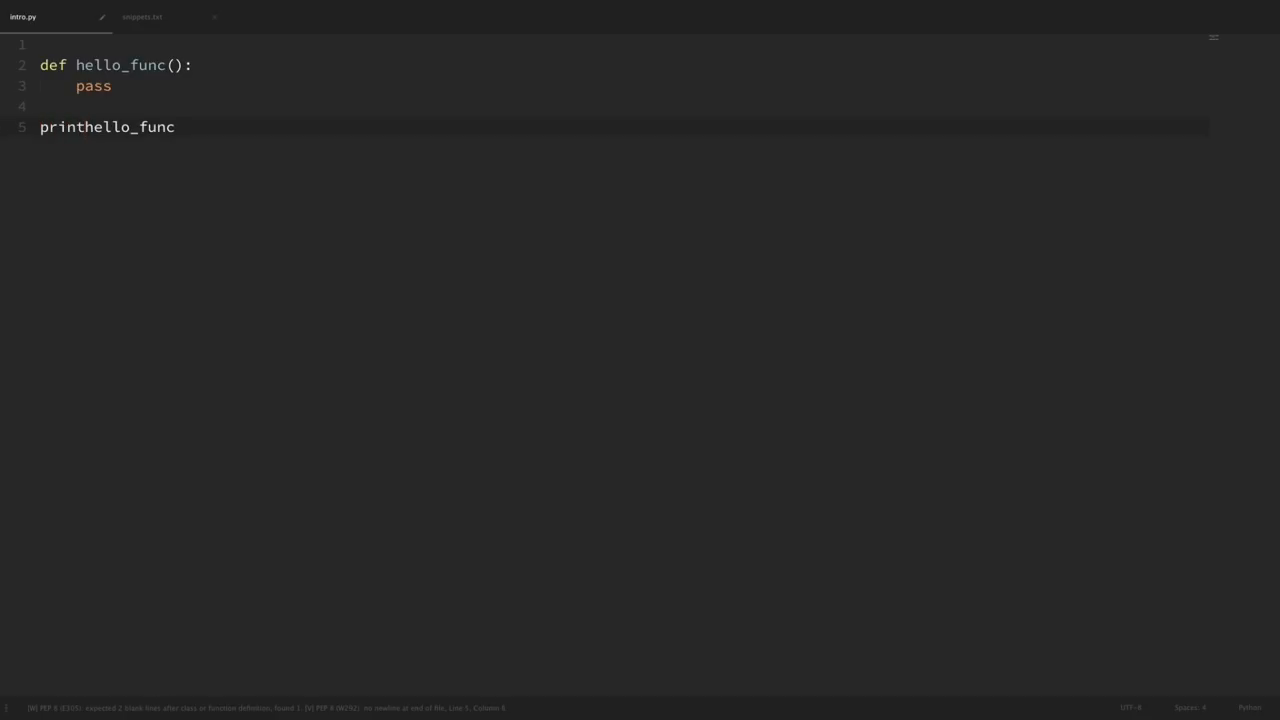 intro.py
snippets.txt
1
2 def hello_func():
3     pass
4
5 printhello_func
[W] PEP 8 (E305): expected 2 blank lines after class or function definition, found 1, [V] PEP 8 (W292): no newline at end of file, Line 5, Column 6
UTF-8
Spaces: 4
Python